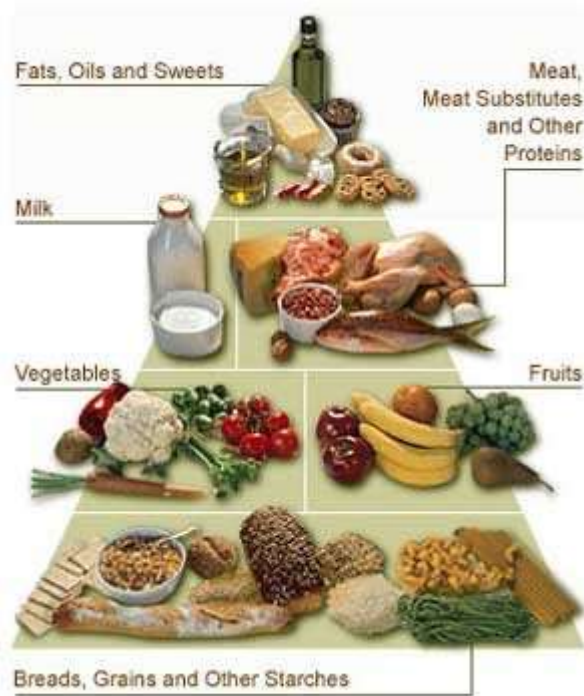 Fats, Oils and Sweets
Meat,
Meat Substitutes
and Other
Proteins
Milk
Vegetables
Fruits
Breads, Grains and Other Starches